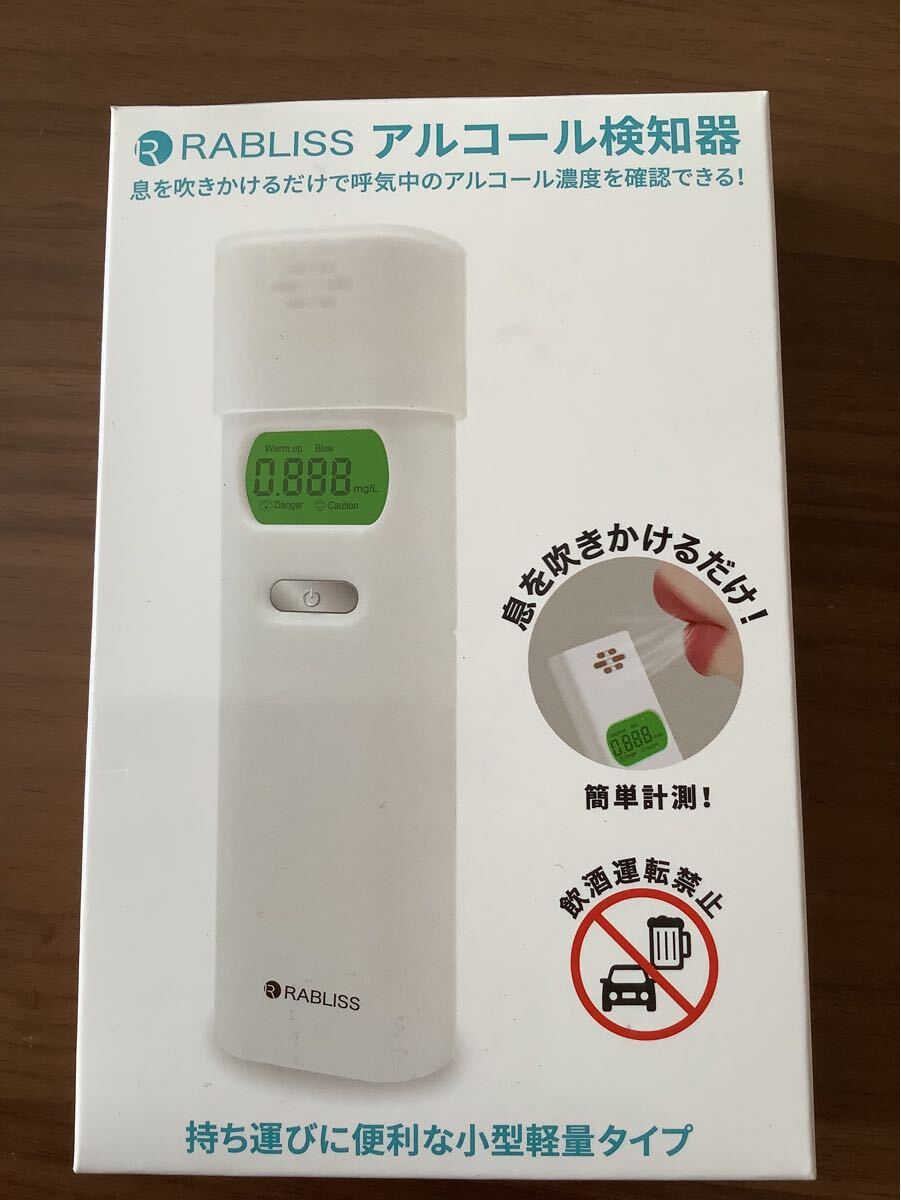 RABLISS アルコール検知器
息を吹きかけるだけで呼気中のアルコール濃度を確認できる!
Warm up Blow
0.888 mg/L
Danger Caution
息を吹きかけるだけ!
0.888
簡単計測!
飲酒運転禁止
RABLISS
持ち運びに便利な小型軽量タイプ